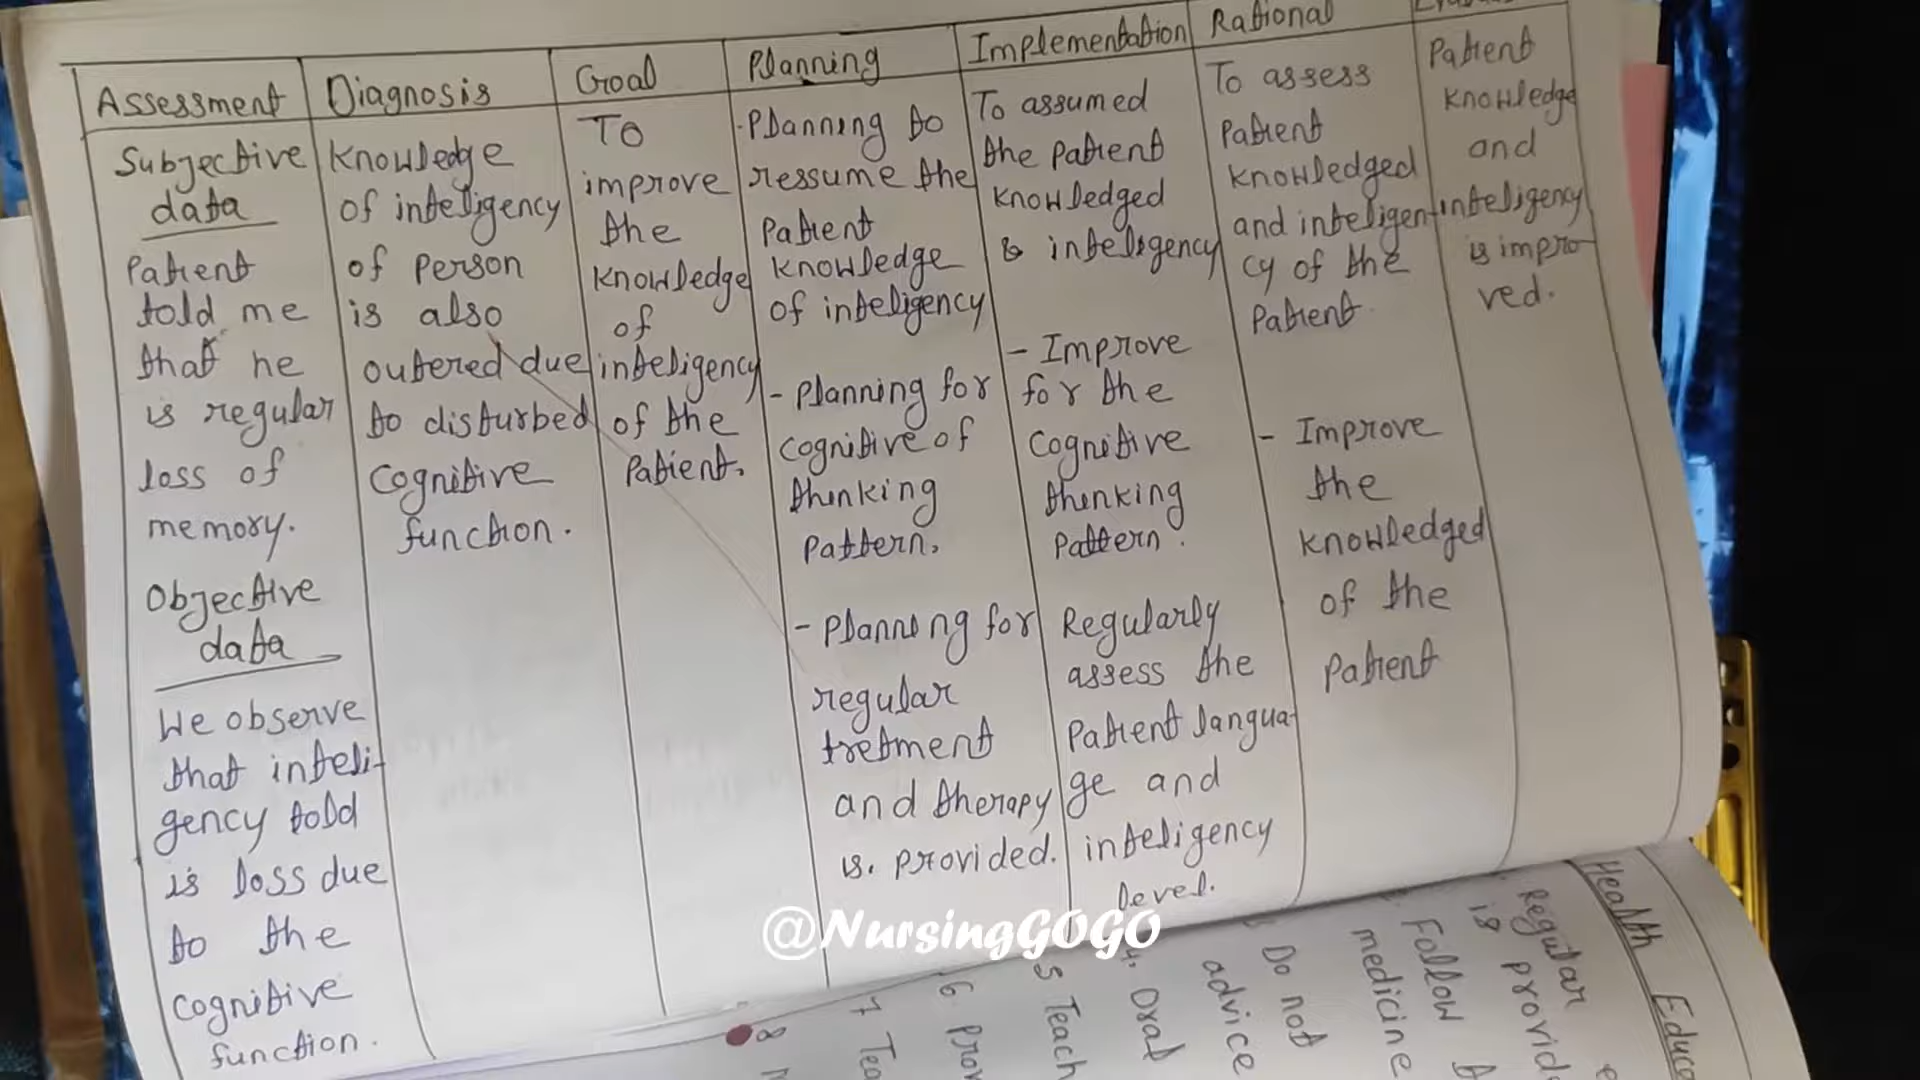 Assessment
Subjective
data
Patient
told me
that he
is regular
loss of
memory.
Objective
data
We observe
that inteli-
gency told
is loss due
to the
cognitive
function.
Diagnosis
Knowledge
of inteligency
of person
is also
outered due
to disturbed
Cognitive
function.
Goal
To
improve
the
knowledge
of
inteligency
of the
Patient.
Planning
-Planning to
ressume the
Patient
knowledge
of inteligency
- Planning for
cognitive of
thinking
pattern.
- Planning for
regular
tretment
and therapy
is. provided.
Implementation
To assumed
the patient
knowledged
& inteligency
- Improve
for the
Cognitive
thinking
pattern.
Regularly
assess the
Patient langua-
ge and
inteligency
level.
Rational
To assess
Patient
knowledged
and inteligen-
cy of the
Patient.
- Improve
the
knowledged
of the
Patient
Patient
knowledge
and
inteligency
is impro-
ved.
@NursingGOGO
Health Educa
Regular
is provid
Follow
medicine
Do not
advice
4. Oral
5 Teach
6 Prov
7 Tea
8